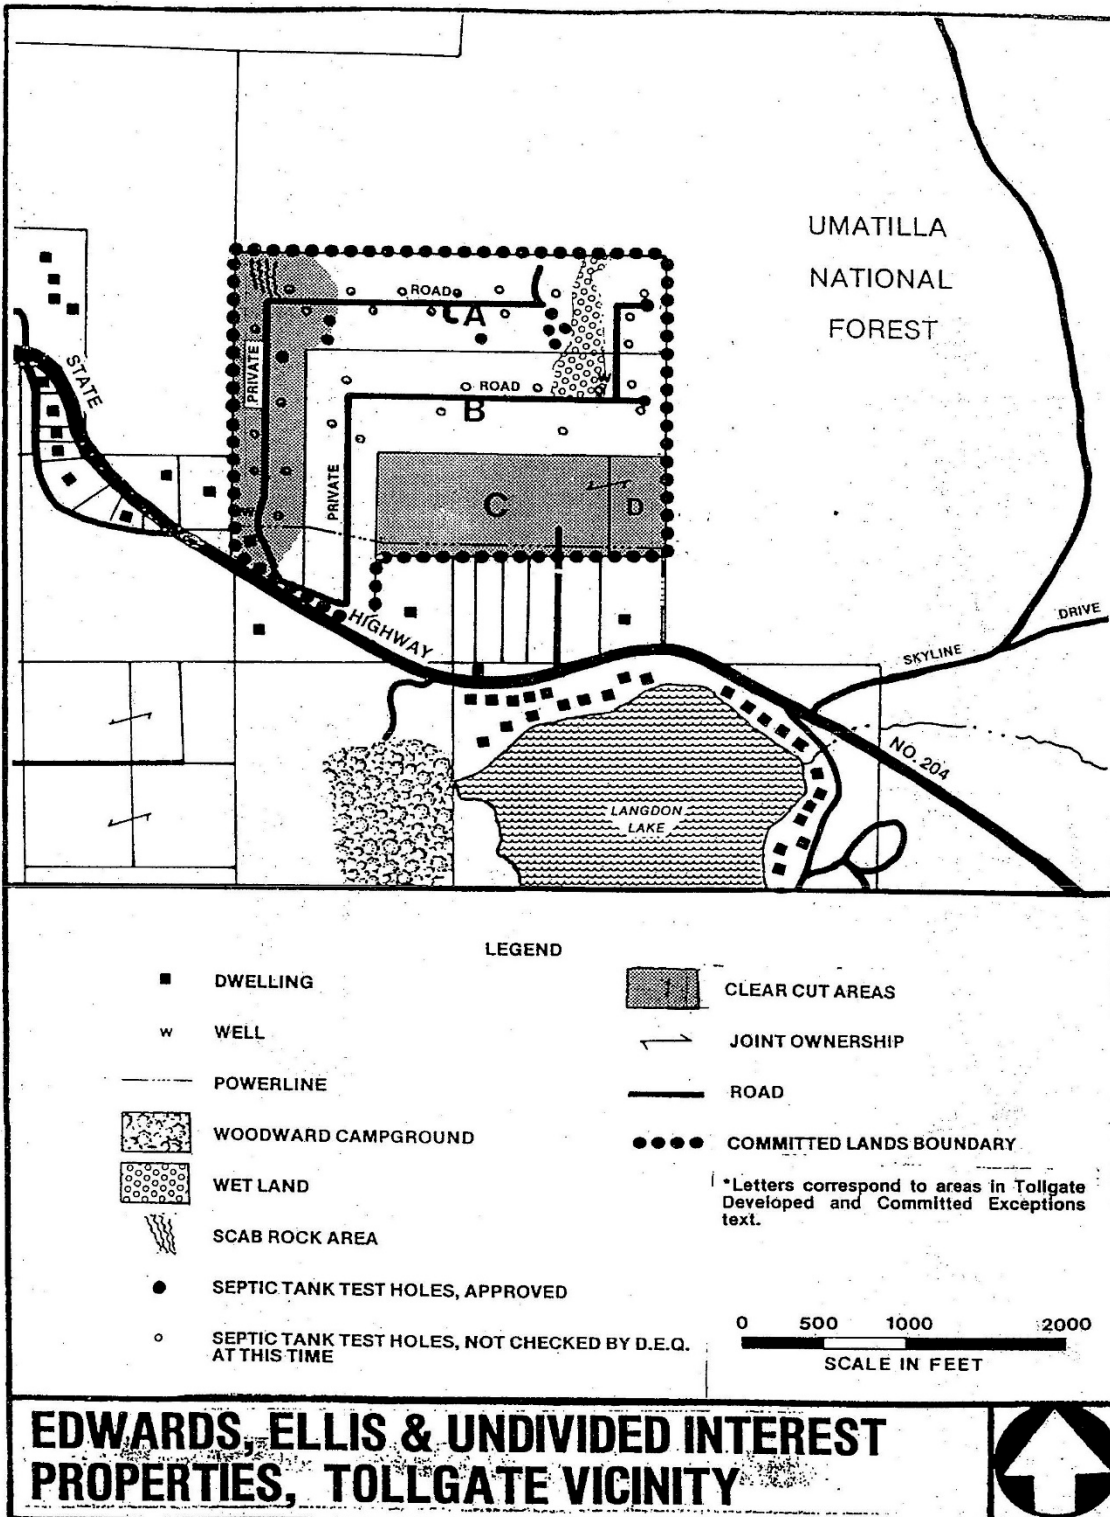 UMATILLA
NATIONAL
FOREST
ROAD
A
PRIVATE
STATE
ROAD
B
PRIVATE
C
D
W
HIGHWAY
DRIVE
SKYLINE
NO. 204
LANGDON
LAKE
LEGEND
DWELLING
W WELL
POWERLINE
WOODWARD CAMPGROUND
WET LAND
SCAB ROCK AREA
SEPTIC TANK TEST HOLES, APPROVED
SEPTIC TANK TEST HOLES, NOT CHECKED BY D.E.Q.
AT THIS TIME
CLEAR CUT AREAS
JOINT OWNERSHIP
ROAD
COMMITTED LANDS BOUNDARY
*Letters correspond to areas in Tollgate
Developed and Committed Exceptions
text.
0 500 1000 2000
SCALE IN FEET
EDWARDS, ELLIS & UNDIVIDED INTEREST
PROPERTIES, TOLLGATE VICINITY